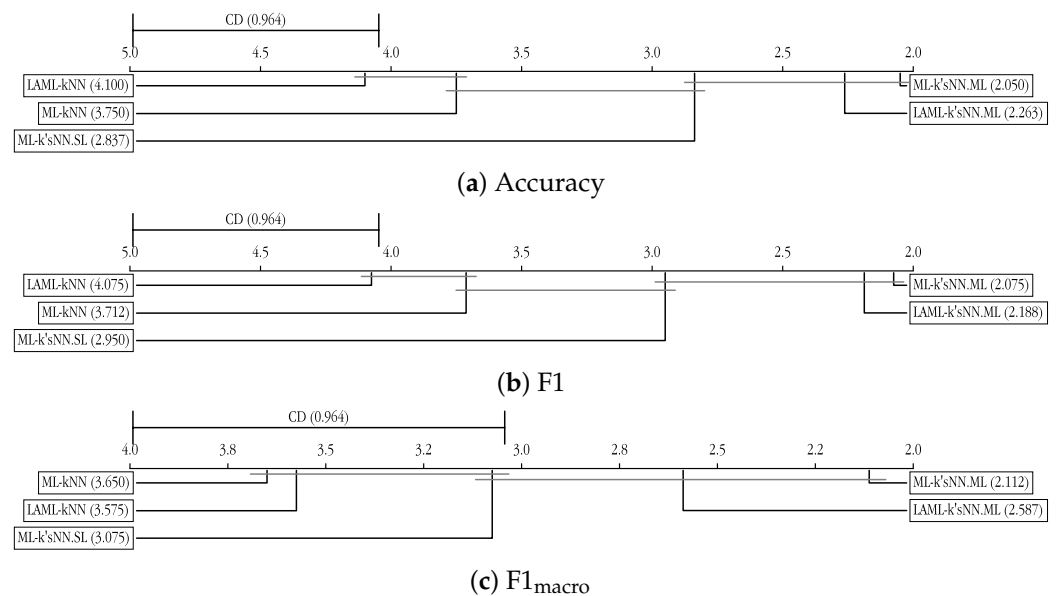 CD (0.964)
5.0 4.5 4.0 3.5 3.0 2.5 2.0
LAML-kNN (4.100) ML-k'sNN.ML (2.050)
ML-kNN (3.750) LAML-k'sNN.ML (2.263)
ML-k'sNN.SL (2.837)
(a) Accuracy
CD (0.964)
5.0 4.5 4.0 3.5 3.0 2.5 2.0
LAML-kNN (4.075) ML-k'sNN.ML (2.075)
ML-kNN (3.712) LAML-k'sNN.ML (2.188)
ML-k'sNN.SL (2.950)
(b) F1
CD (0.964)
4.0 3.8 3.5 3.2 3.0 2.8 2.5 2.2 2.0
ML-kNN (3.650) ML-k'sNN.ML (2.112)
LAML-kNN (3.575) LAML-k'sNN.ML (2.587)
ML-k'sNN.SL (3.075)
(c) F1macro